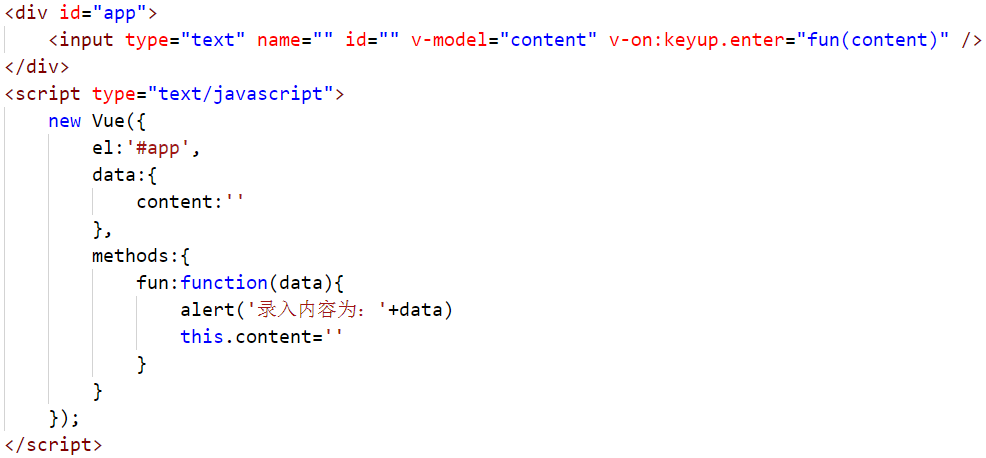 <div id="app">
    <input type="text" name="" id="" v-model="content" v-on:keyup.enter="fun(content)" />
</div>
<script type="text/javascript">
    new Vue({
        el:'#app',
        data:{
            content:''
        },
        methods:{
            fun:function(data){
                alert('录入内容为：'+data)
                this.content=''
            }
        }
    });
</script>